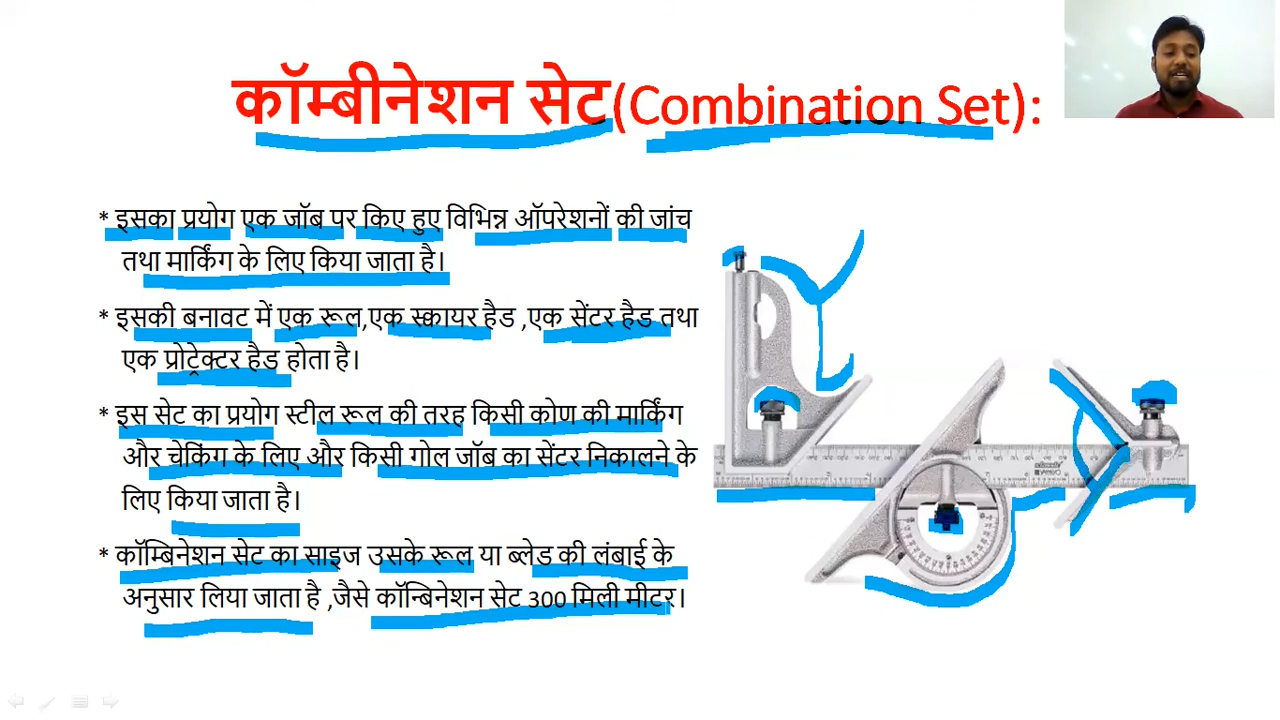 कॉम्बीनेशन सेट(Combination Set):
* इसका प्रयोग एक जॉब पर किए हुए विभिन्न ऑपरेशनों की जांच
तथा मार्किंग के लिए किया जाता है।
* इसकी बनावट में एक रूल,एक स्क्वायर हैड ,एक सेंटर हैड तथा
एक प्रोट्रेक्टर हैड होता है।
* इस सेट का प्रयोग स्टील रूल की तरह किसी कोण की मार्किंग
और चेकिंग के लिए और किसी गोल जॉब का सेंटर निकालने के
लिए किया जाता है।
* कॉम्बिनेशन सेट का साइज उसके रूल या ब्लेड की लंबाई के
अनुसार लिया जाता है ,जैसे कॉन्बिनेशन सेट 300 मिली मीटर।